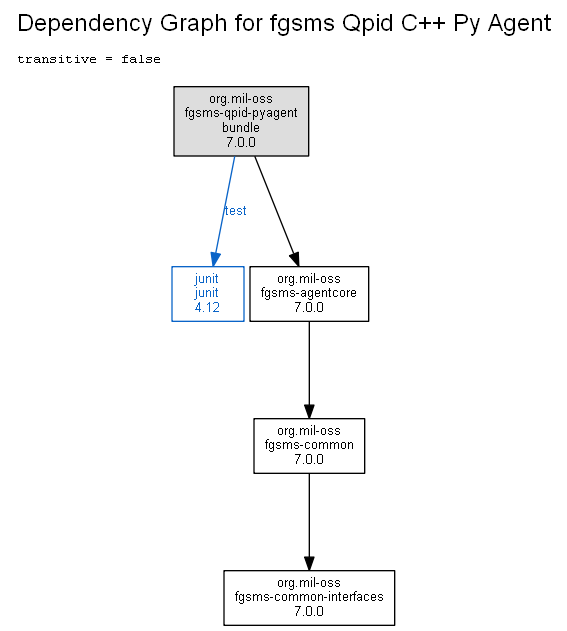 Dependency Graph for fgsms Qpid C++ Py Agent
transitive = false
org.mil-oss
fgsms-qpid-pyagent
bundle
7.0.0
test
junit
junit
4.12
org.mil-oss
fgsms-agentcore
7.0.0
org.mil-oss
fgsms-common
7.0.0
org.mil-oss
fgsms-common-interfaces
7.0.0